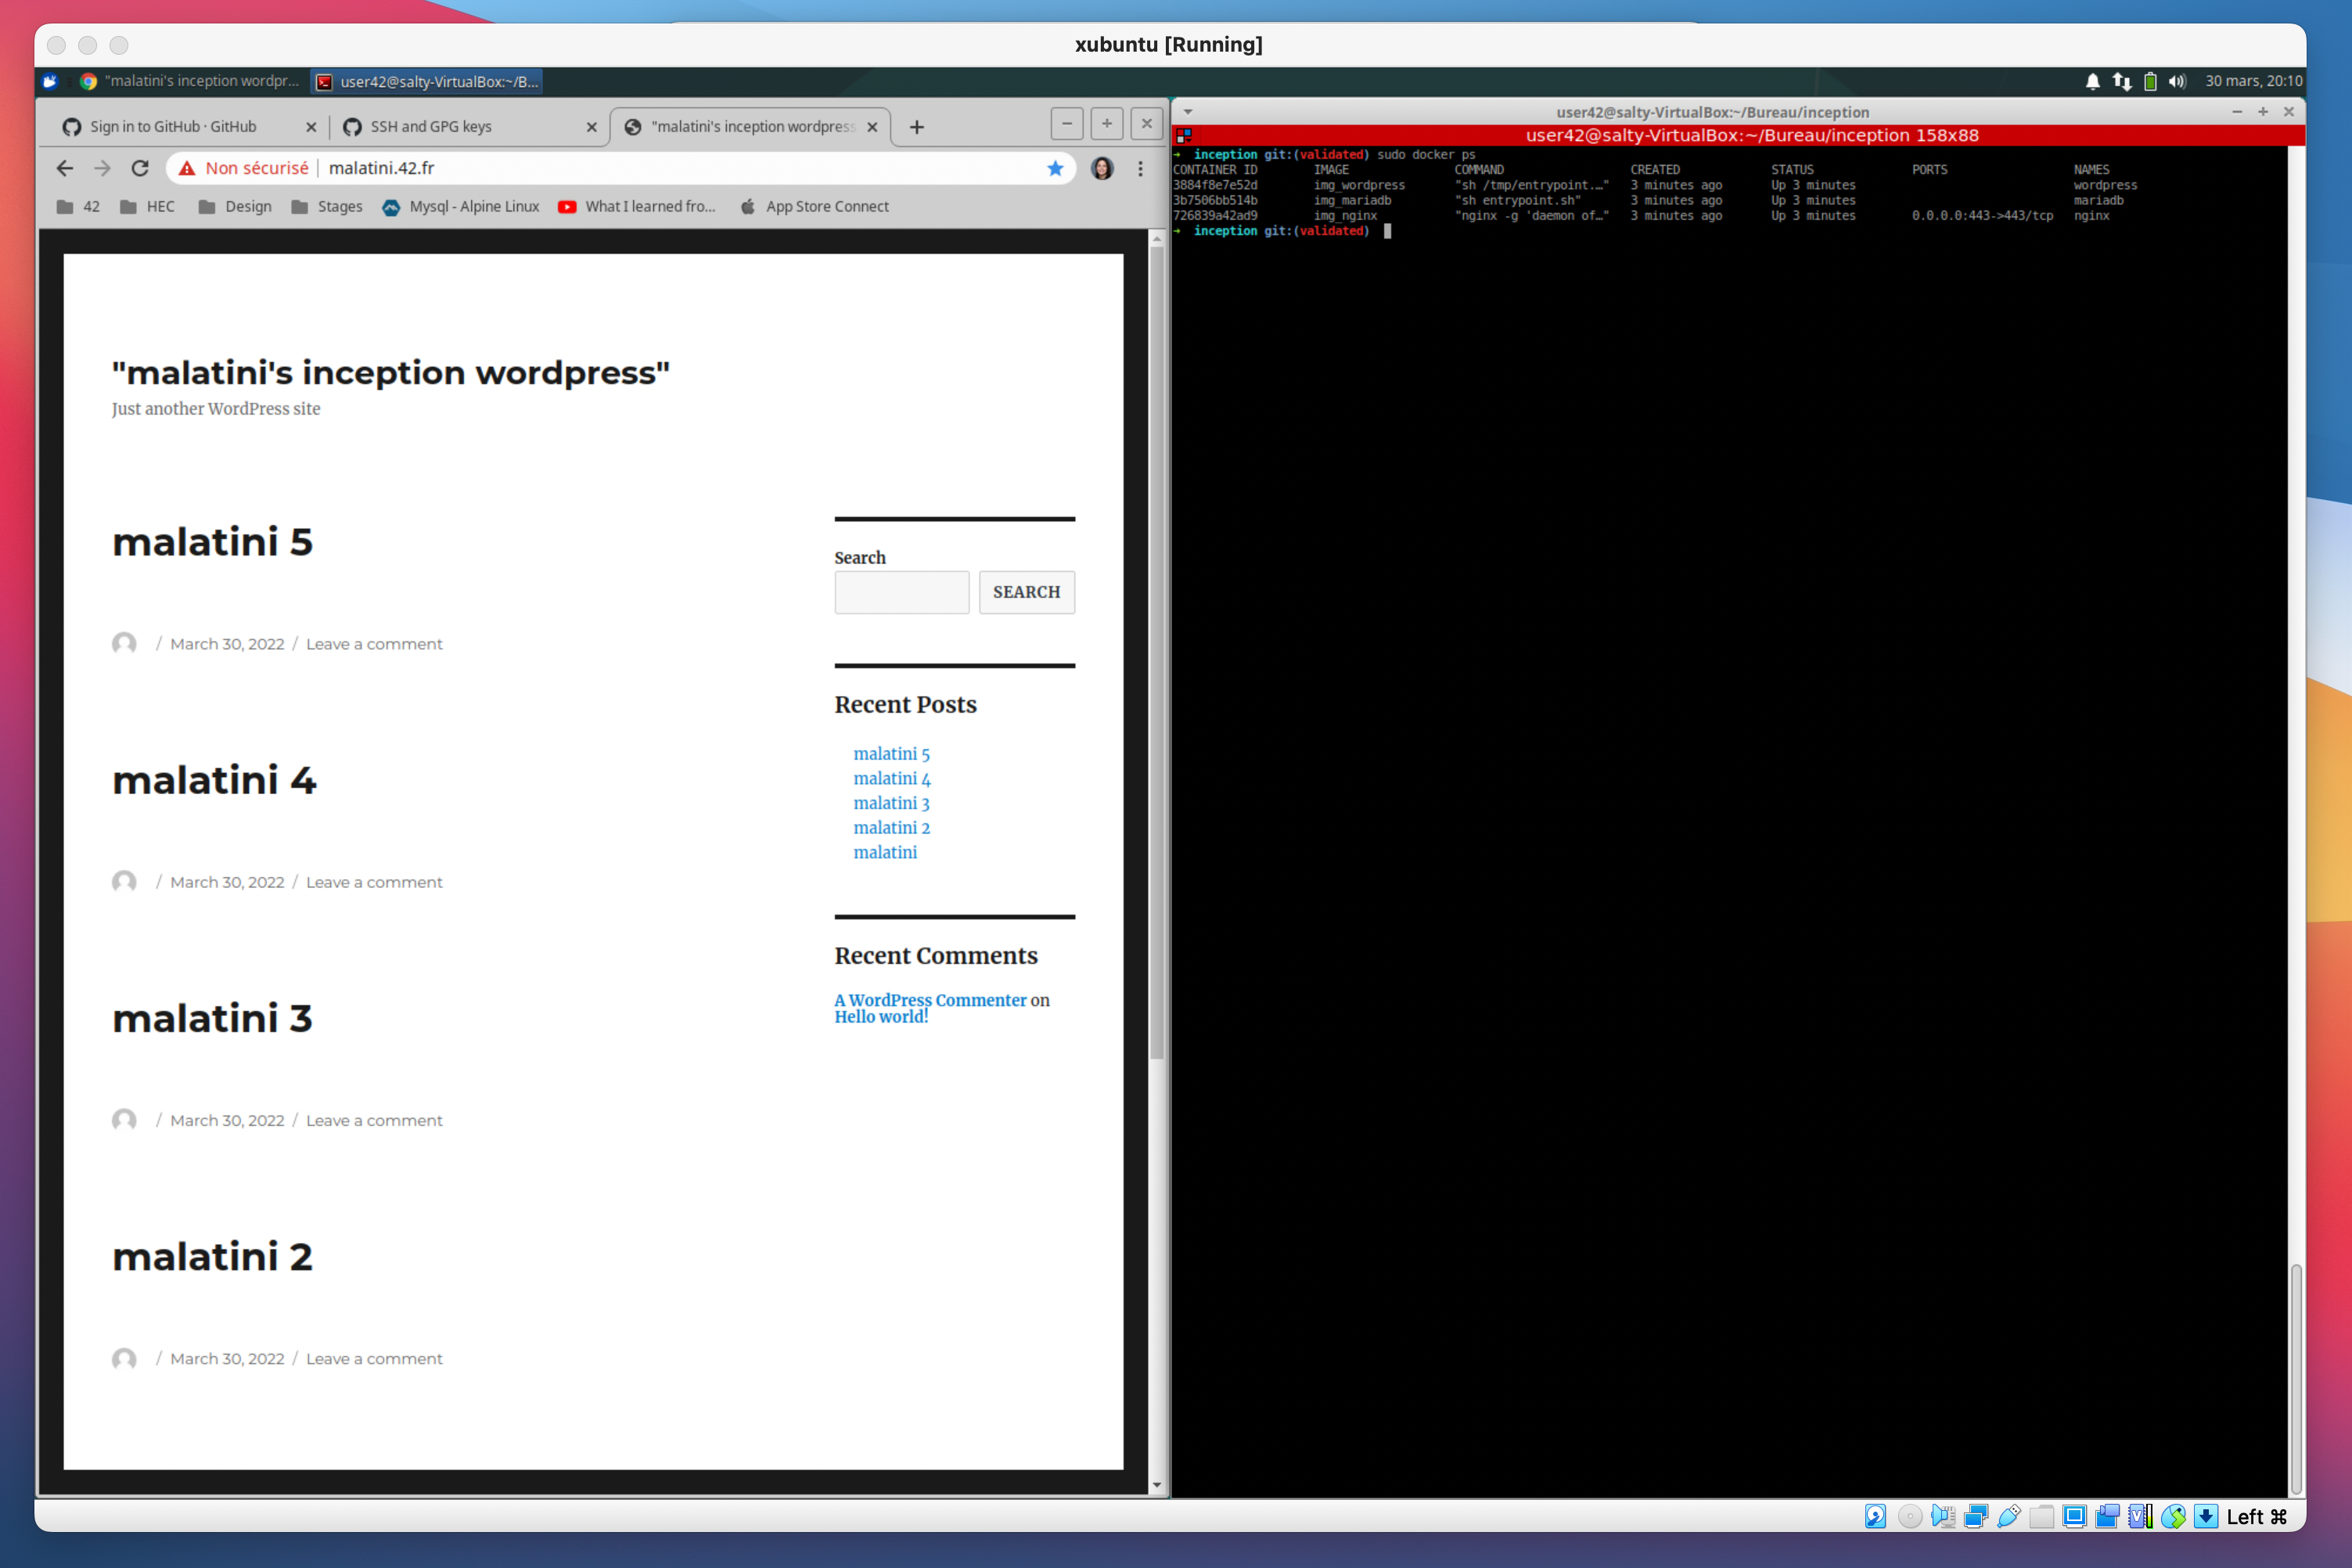 xubuntu [Running]
"malatini's inception wordpr...
user42@salty-VirtualBox:~/B...
30 mars, 20:10
Sign in to GitHub · GitHub
SSH and GPG keys
"malatini's inception wordpress
Non sécurisé
malatini.42.fr
42
HEC
Design
Stages
Mysql - Alpine Linux
What I learned fro...
App Store Connect
"malatini's inception wordpress"
Just another WordPress site
malatini 5
/ March 30, 2022 / Leave a comment
malatini 4
/ March 30, 2022 / Leave a comment
malatini 3
/ March 30, 2022 / Leave a comment
malatini 2
/ March 30, 2022 / Leave a comment
Search
SEARCH
Recent Posts
malatini 5
malatini 4
malatini 3
malatini 2
malatini
Recent Comments
A WordPress Commenter on
Hello world!
user42@salty-VirtualBox:~/Bureau/inception
user42@salty-VirtualBox:~/Bureau/inception 158x88
→ inception git:(validated) sudo docker ps
CONTAINER ID IMAGE COMMAND CREATED STATUS PORTS NAMES
3884f8e7e52d img_wordpress "sh /tmp/entrypoint.…" 3 minutes ago Up 3 minutes wordpress
3b7506bb514b img_mariadb "sh entrypoint.sh" 3 minutes ago Up 3 minutes mariadb
726839a42ad9 img_nginx "nginx -g 'daemon of…" 3 minutes ago Up 3 minutes 0.0.0.0:443->443/tcp nginx
→ inception git:(validated)
Left ⌘